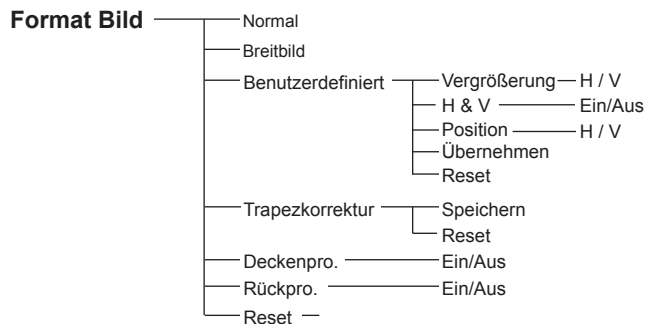 Format Bild Normal
Breitbild
Benutzerdefiniert Vergrößerung H / V
H & V Ein/Aus
Position H / V
Übernehmen
Reset
Trapezkorrektur Speichern
Reset
Deckenpro. Ein/Aus
Rückpro. Ein/Aus
Reset